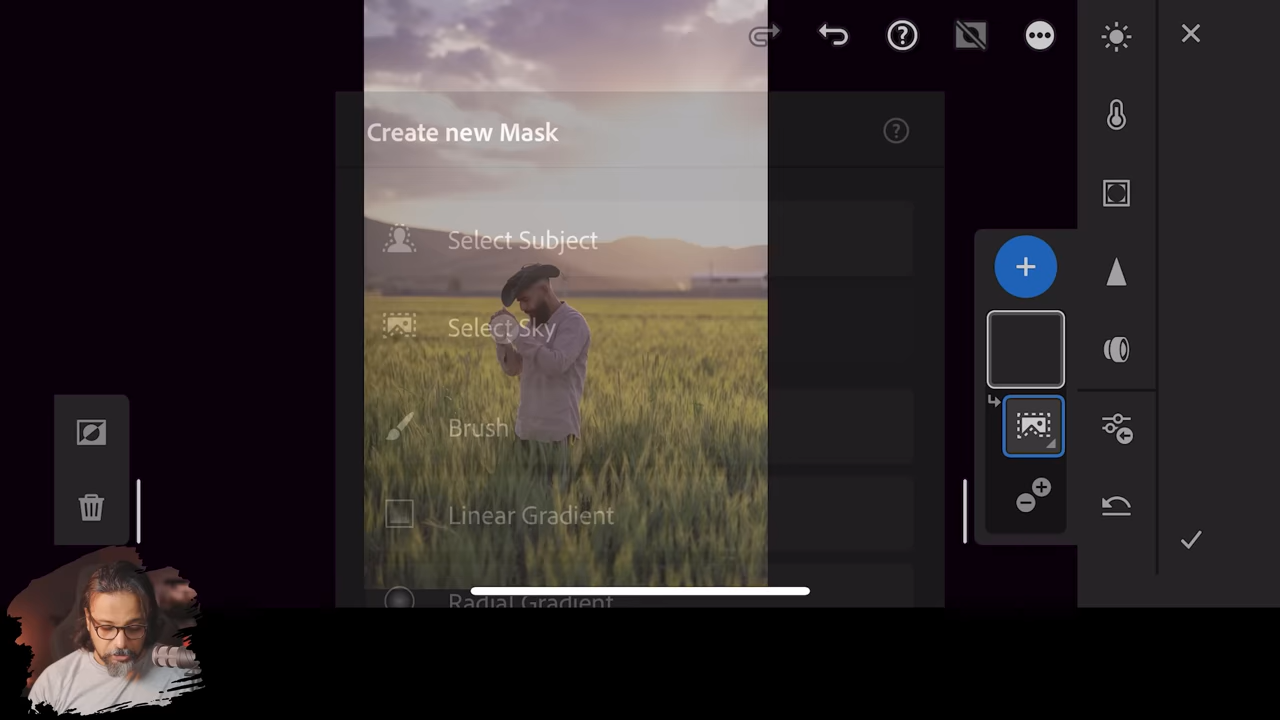 Create new Mask
Select Subject
Select Sky
Brush
Linear Gradient
Radial Gradient